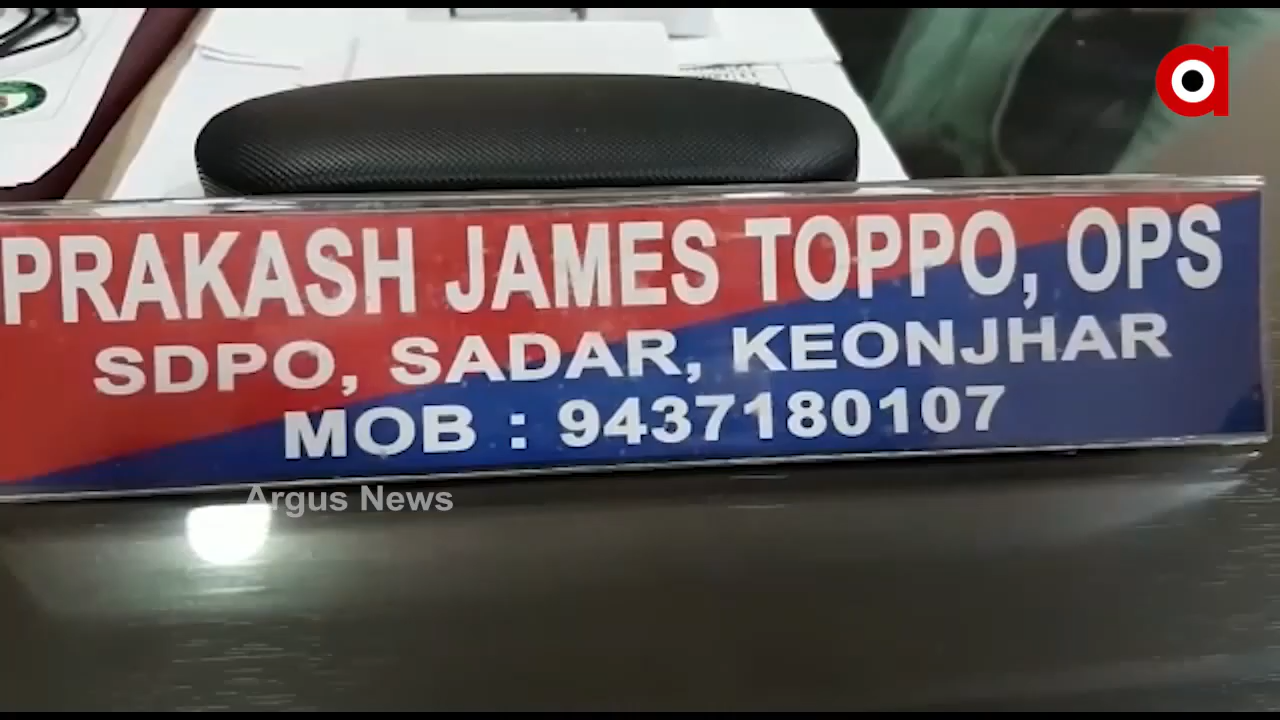 PRAKASH JAMES TOPPO, OPS
SDPO, SADAR, KEONJHAR
MOB : 9437180107
Argus News